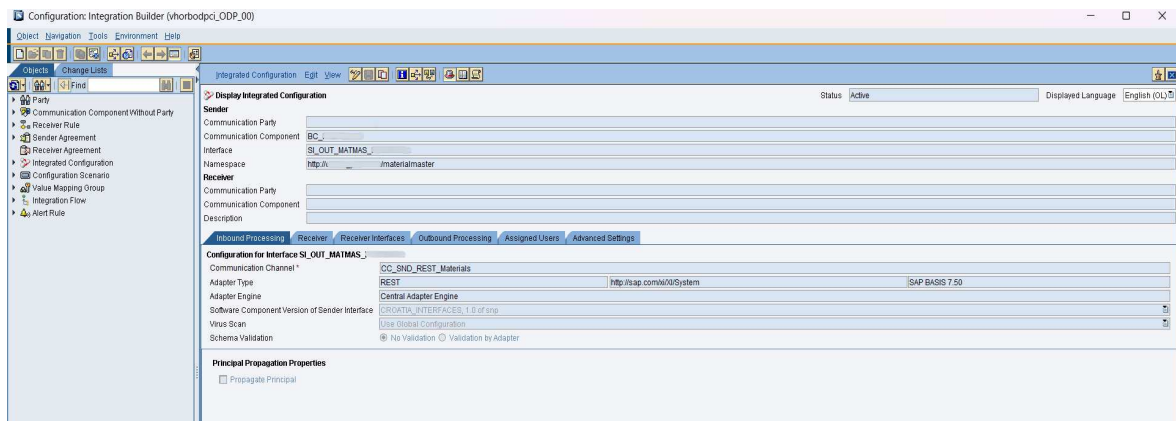 Configuration: Integration Builder (vhorbodpci_ODP_00)
Object Navigation Tools Environment Help
Objects Change Lists
Find
Party
Communication Component Without Party
Receiver Rule
Sender Agreement
Receiver Agreement
Integrated Configuration
Configuration Scenario
Value Mapping Group
Integration Flow
Alert Rule
Integrated Configuration Edit View
Display Integrated Configuration Status Active Displayed Language English (OL)
Sender
Communication Party
Communication Component BC_
Interface SI_OUT_MATMAS_
Namespace http:// _ /materialmaster
Receiver
Communication Party
Communication Component
Description
Inbound Processing Receiver Receiver Interfaces Outbound Processing Assigned Users Advanced Settings
Configuration for Interface SI_OUT_MATMAS_
Communication Channel * CC_SND_REST_Materials
Adapter Type REST http://sap.com/xi/XI/System SAP BASIS 7.50
Adapter Engine Central Adapter Engine
Software Component Version of Sender Interface CROATIA_INTERFACES, 1.0 of snp
Virus Scan Use Global Configuration
Schema Validation No Validation Validation by Adapter
Principal Propagation Properties
Propagate Principal